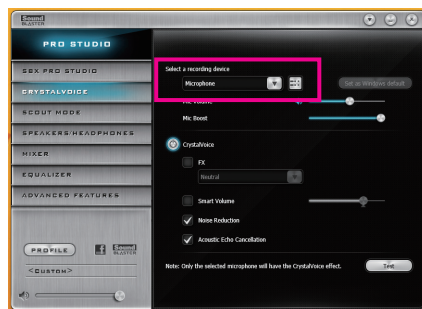 Sound
BLASTER
PRO STUDIO
SBX PRO STUDIO
CRYSTALVOICE
SCOUT MODE
SPEAKERS/HEADPHONES
MIXER
EQUALIZER
ADVANCED FEATURES
PROFILE
f
Sound
BLASTER
<CUSTOM>
Select a recording device
Microphone
Set as Windows default
Mic Volume
Mic Boost
CrystalVoice
FX
Neutral
Smart Volume
Noise Reduction
Acoustic Echo Cancellation
Note: Only the selected microphone will have the CrystalVoice effect.
Test